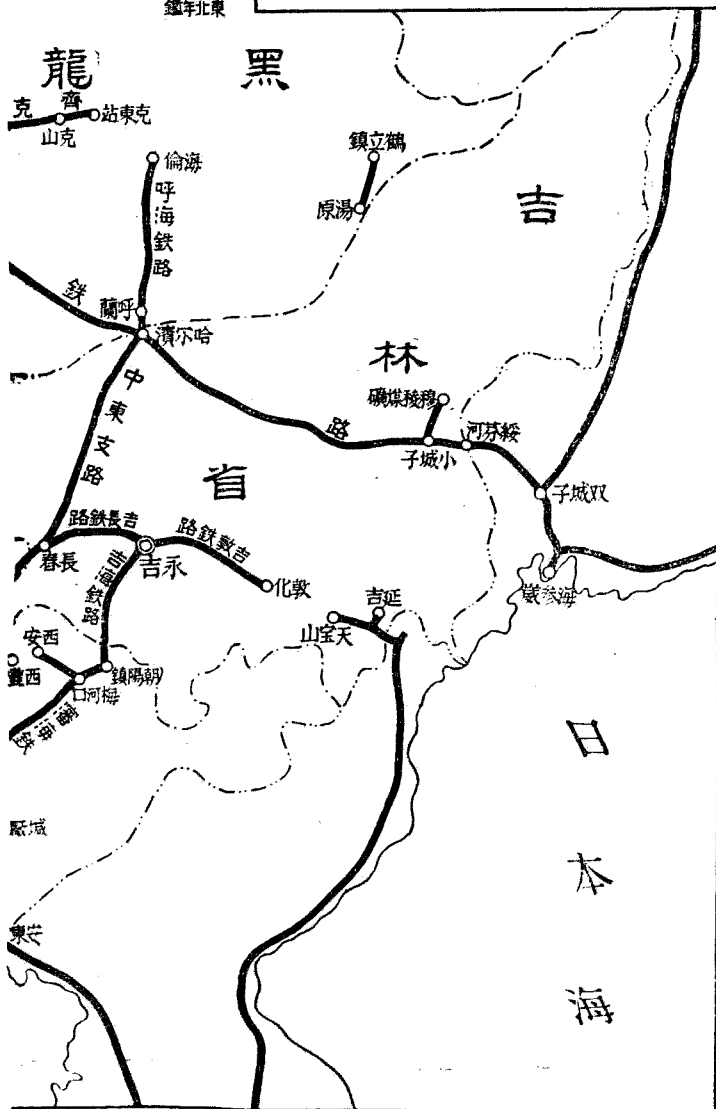 東北年鑑
黑龍
齊克
克東站
克山
海倫
呼海鉄路
鶴立鎮
湯原
吉林省
呼蘭
哈尔濱
鉄路
中東支路
穆稜煤礦
小城子
綏芬河
双城子
海参崴
吉長鉄路
長春
永吉
吉敦鉄路
敦化
吉海鉄路
延吉
天宝山
西安
西豐
朝陽鎮
梅河口
瀋海鉄
城厰
安東
日本海